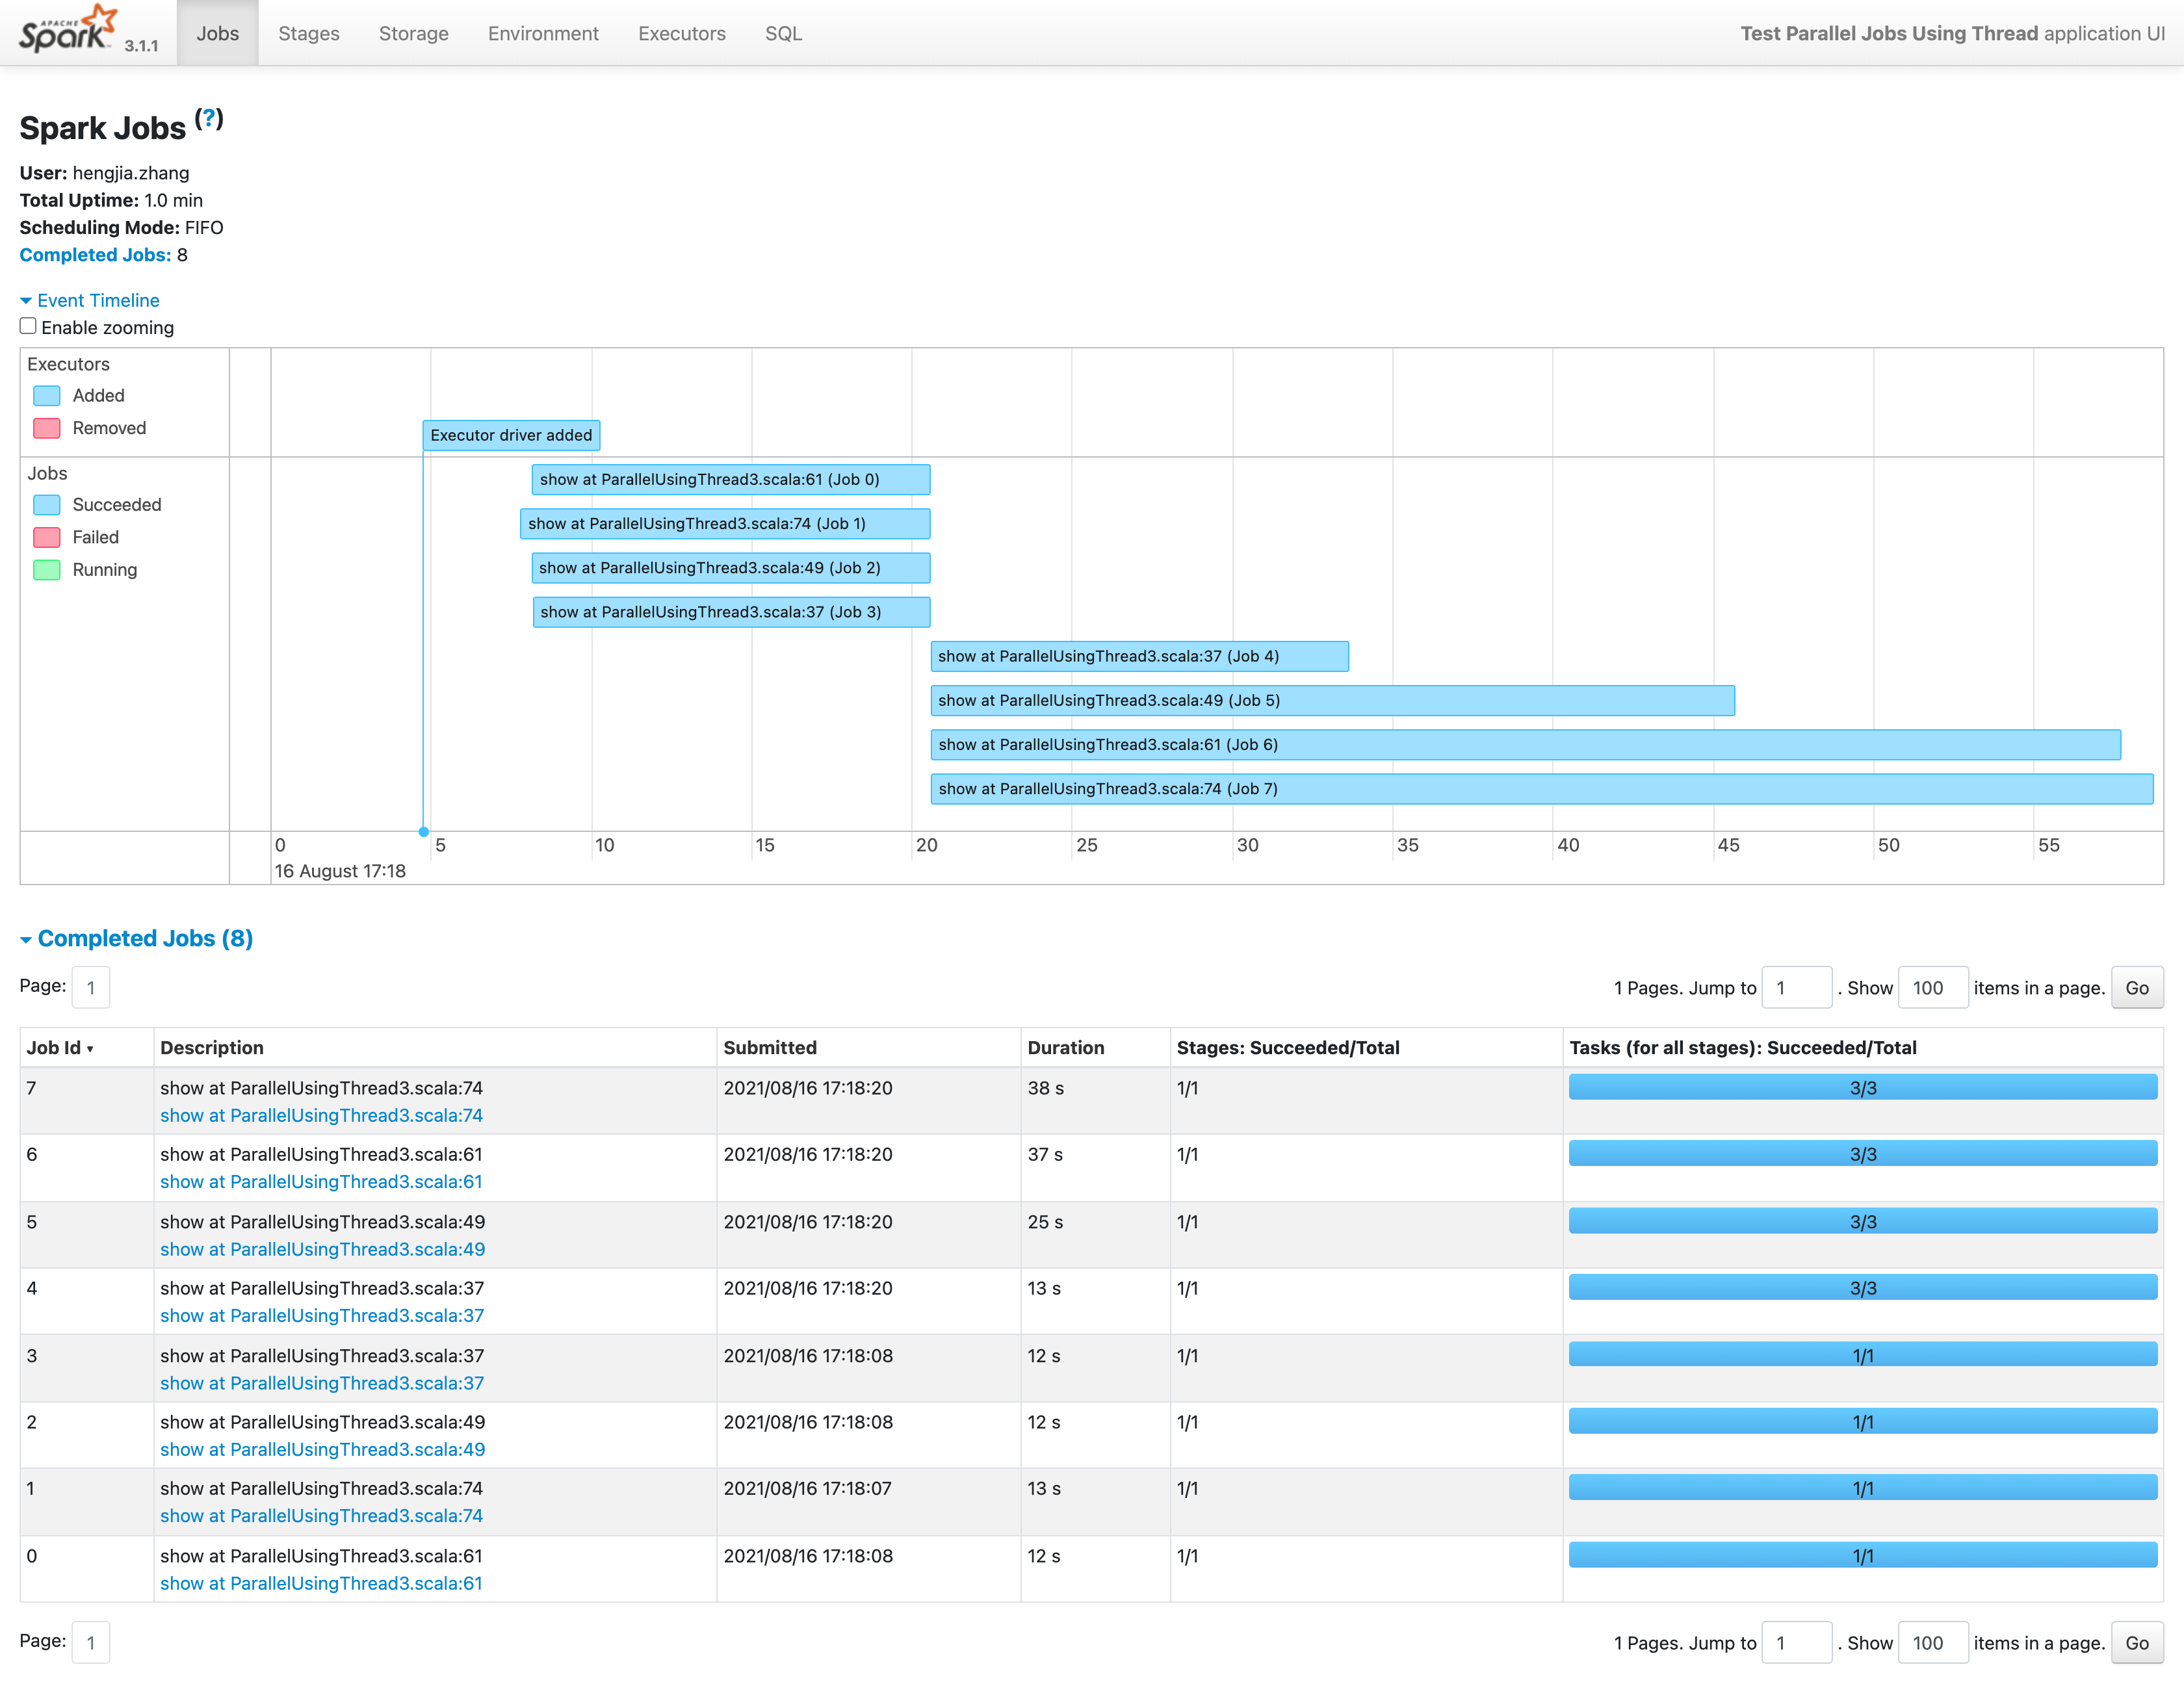 APACHE Spark 3.1.1 Jobs Stages Storage Environment Executors SQL Test Parallel Jobs Using Thread application UI
Spark Jobs (?)
User: hengjia.zhang
Total Uptime: 1.0 min
Scheduling Mode: FIFO
Completed Jobs: 8
Event Timeline
Enable zooming
Executors
Added
Removed
Executor driver added
Jobs
Succeeded
Failed
Running
show at ParallelUsingThread3.scala:61 (Job 0)
show at ParallelUsingThread3.scala:74 (Job 1)
show at ParallelUsingThread3.scala:49 (Job 2)
show at ParallelUsingThread3.scala:37 (Job 3)
show at ParallelUsingThread3.scala:37 (Job 4)
show at ParallelUsingThread3.scala:49 (Job 5)
show at ParallelUsingThread3.scala:61 (Job 6)
show at ParallelUsingThread3.scala:74 (Job 7)
0 5 10 15 20 25 30 35 40 45 50 55
16 August 17:18
Completed Jobs (8)
Page: 1 1 Pages. Jump to 1 . Show 100 items in a page. Go
Job Id ▾ Description Submitted Duration Stages: Succeeded/Total Tasks (for all stages): Succeeded/Total
7 show at ParallelUsingThread3.scala:74 2021/08/16 17:18:20 38 s 1/1 3/3
show at ParallelUsingThread3.scala:74
6 show at ParallelUsingThread3.scala:61 2021/08/16 17:18:20 37 s 1/1 3/3
show at ParallelUsingThread3.scala:61
5 show at ParallelUsingThread3.scala:49 2021/08/16 17:18:20 25 s 1/1 3/3
show at ParallelUsingThread3.scala:49
4 show at ParallelUsingThread3.scala:37 2021/08/16 17:18:20 13 s 1/1 3/3
show at ParallelUsingThread3.scala:37
3 show at ParallelUsingThread3.scala:37 2021/08/16 17:18:08 12 s 1/1 1/1
show at ParallelUsingThread3.scala:37
2 show at ParallelUsingThread3.scala:49 2021/08/16 17:18:08 12 s 1/1 1/1
show at ParallelUsingThread3.scala:49
1 show at ParallelUsingThread3.scala:74 2021/08/16 17:18:07 13 s 1/1 1/1
show at ParallelUsingThread3.scala:74
0 show at ParallelUsingThread3.scala:61 2021/08/16 17:18:08 12 s 1/1 1/1
show at ParallelUsingThread3.scala:61
Page: 1 1 Pages. Jump to 1 . Show 100 items in a page. Go